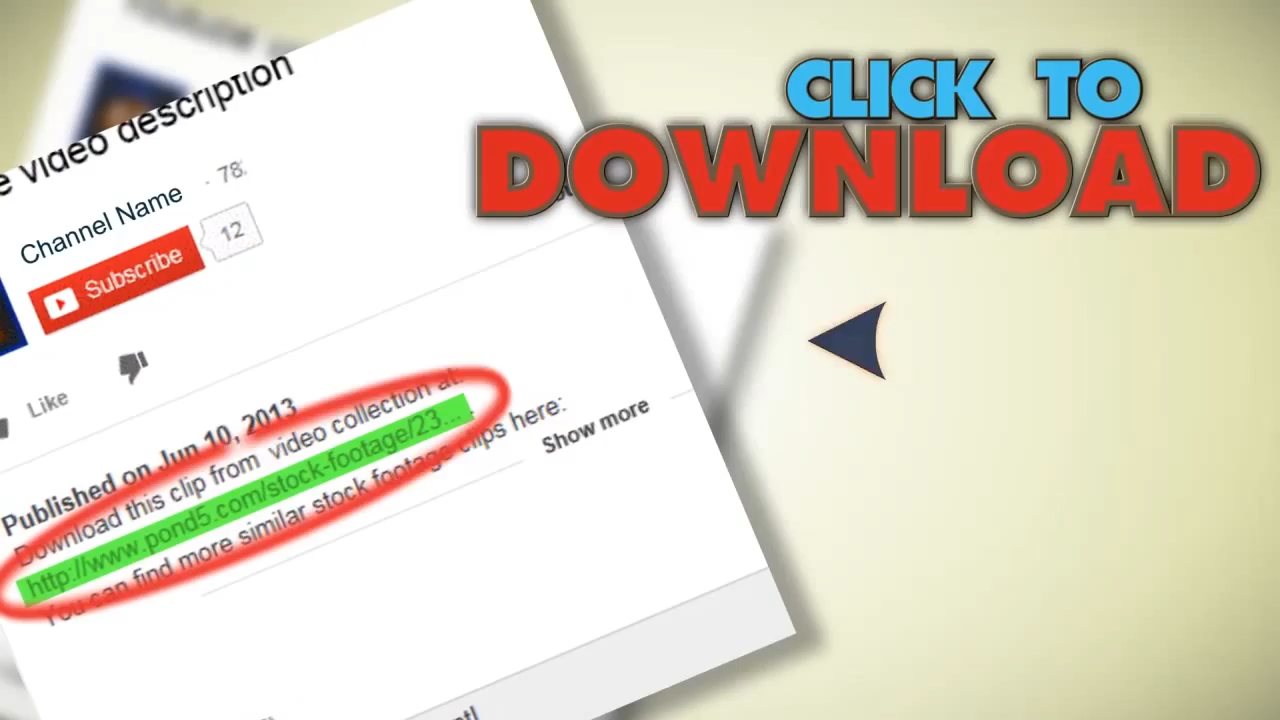 CLICK TO
DOWNLOAD
video description
Channel Name
78
Subscribe
12
Like
Published on Jun 10, 2013
Download this clip from video collection at:
http://www.pond5.com/stock-footage/23...
You can find more similar stock footage clips here:
Show more